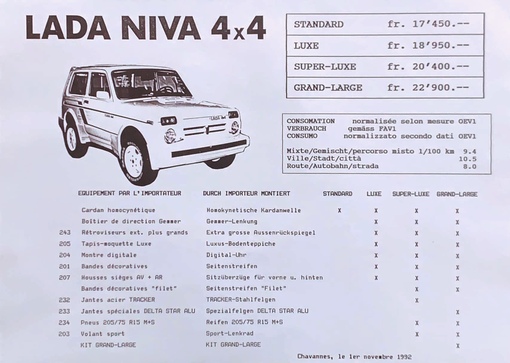 LADA NIVA 4x4
STANDARD fr. 17'450.--
LUXE fr. 18'950.--
SUPER-LUXE fr. 20'400.--
GRAND-LARGE fr. 22'900.--
CONSOMATION normalisée selon mesure OEV1
VERBRAUCH gemäss FAV1
CONSUMO normalizzato secondo dati OEV1
Mixte/Gemischt/percorso misto 1/100 km 9.4
Ville/Stadt/città 10.5
Route/Autobahn/strada 8.0
EQUIPEMENT PAR L'IMPORTATEUR DURCH IMPORTEUR MONTIERT STANDARD LUXE SUPER-LUXE GRAND-LARGE
Cardan homocynétique Homokynetische Kardanwelle X X X X
Boîtier de direction Gemmer Gemmer-Lenkung X X X
243 Rétroviseurs ext. plus grands Extra grosse Aussenrückspiegel X X X
205 Tapis-moquette Luxe Luxus-Bodenteppiche X X X
204 Montre digitale Digital-Uhr X X X
201 Bandes décoratives Seitenstreifen X X X
207 Housses sièges AV + AR Sitzüberzüge für vorne u. hinten X X X
Bandes décoratives "filet" Seitenstreifen "Filet" X X
232 Jantes acier TRACKER TRACKER-Stahlfelgen X
233 Jantes spéciales DELTA STAR ALU Spezialfelgen DELTA STAR ALU X
234 Pneus 205/75 R15 M+S Reifen 205/75 R15 M+S X X
203 Volant sport Sport-Lenkrad X X
KIT GRAND-LARGE KIT GRAND-LARGE X
Chavannes, le 1er novembre 1992